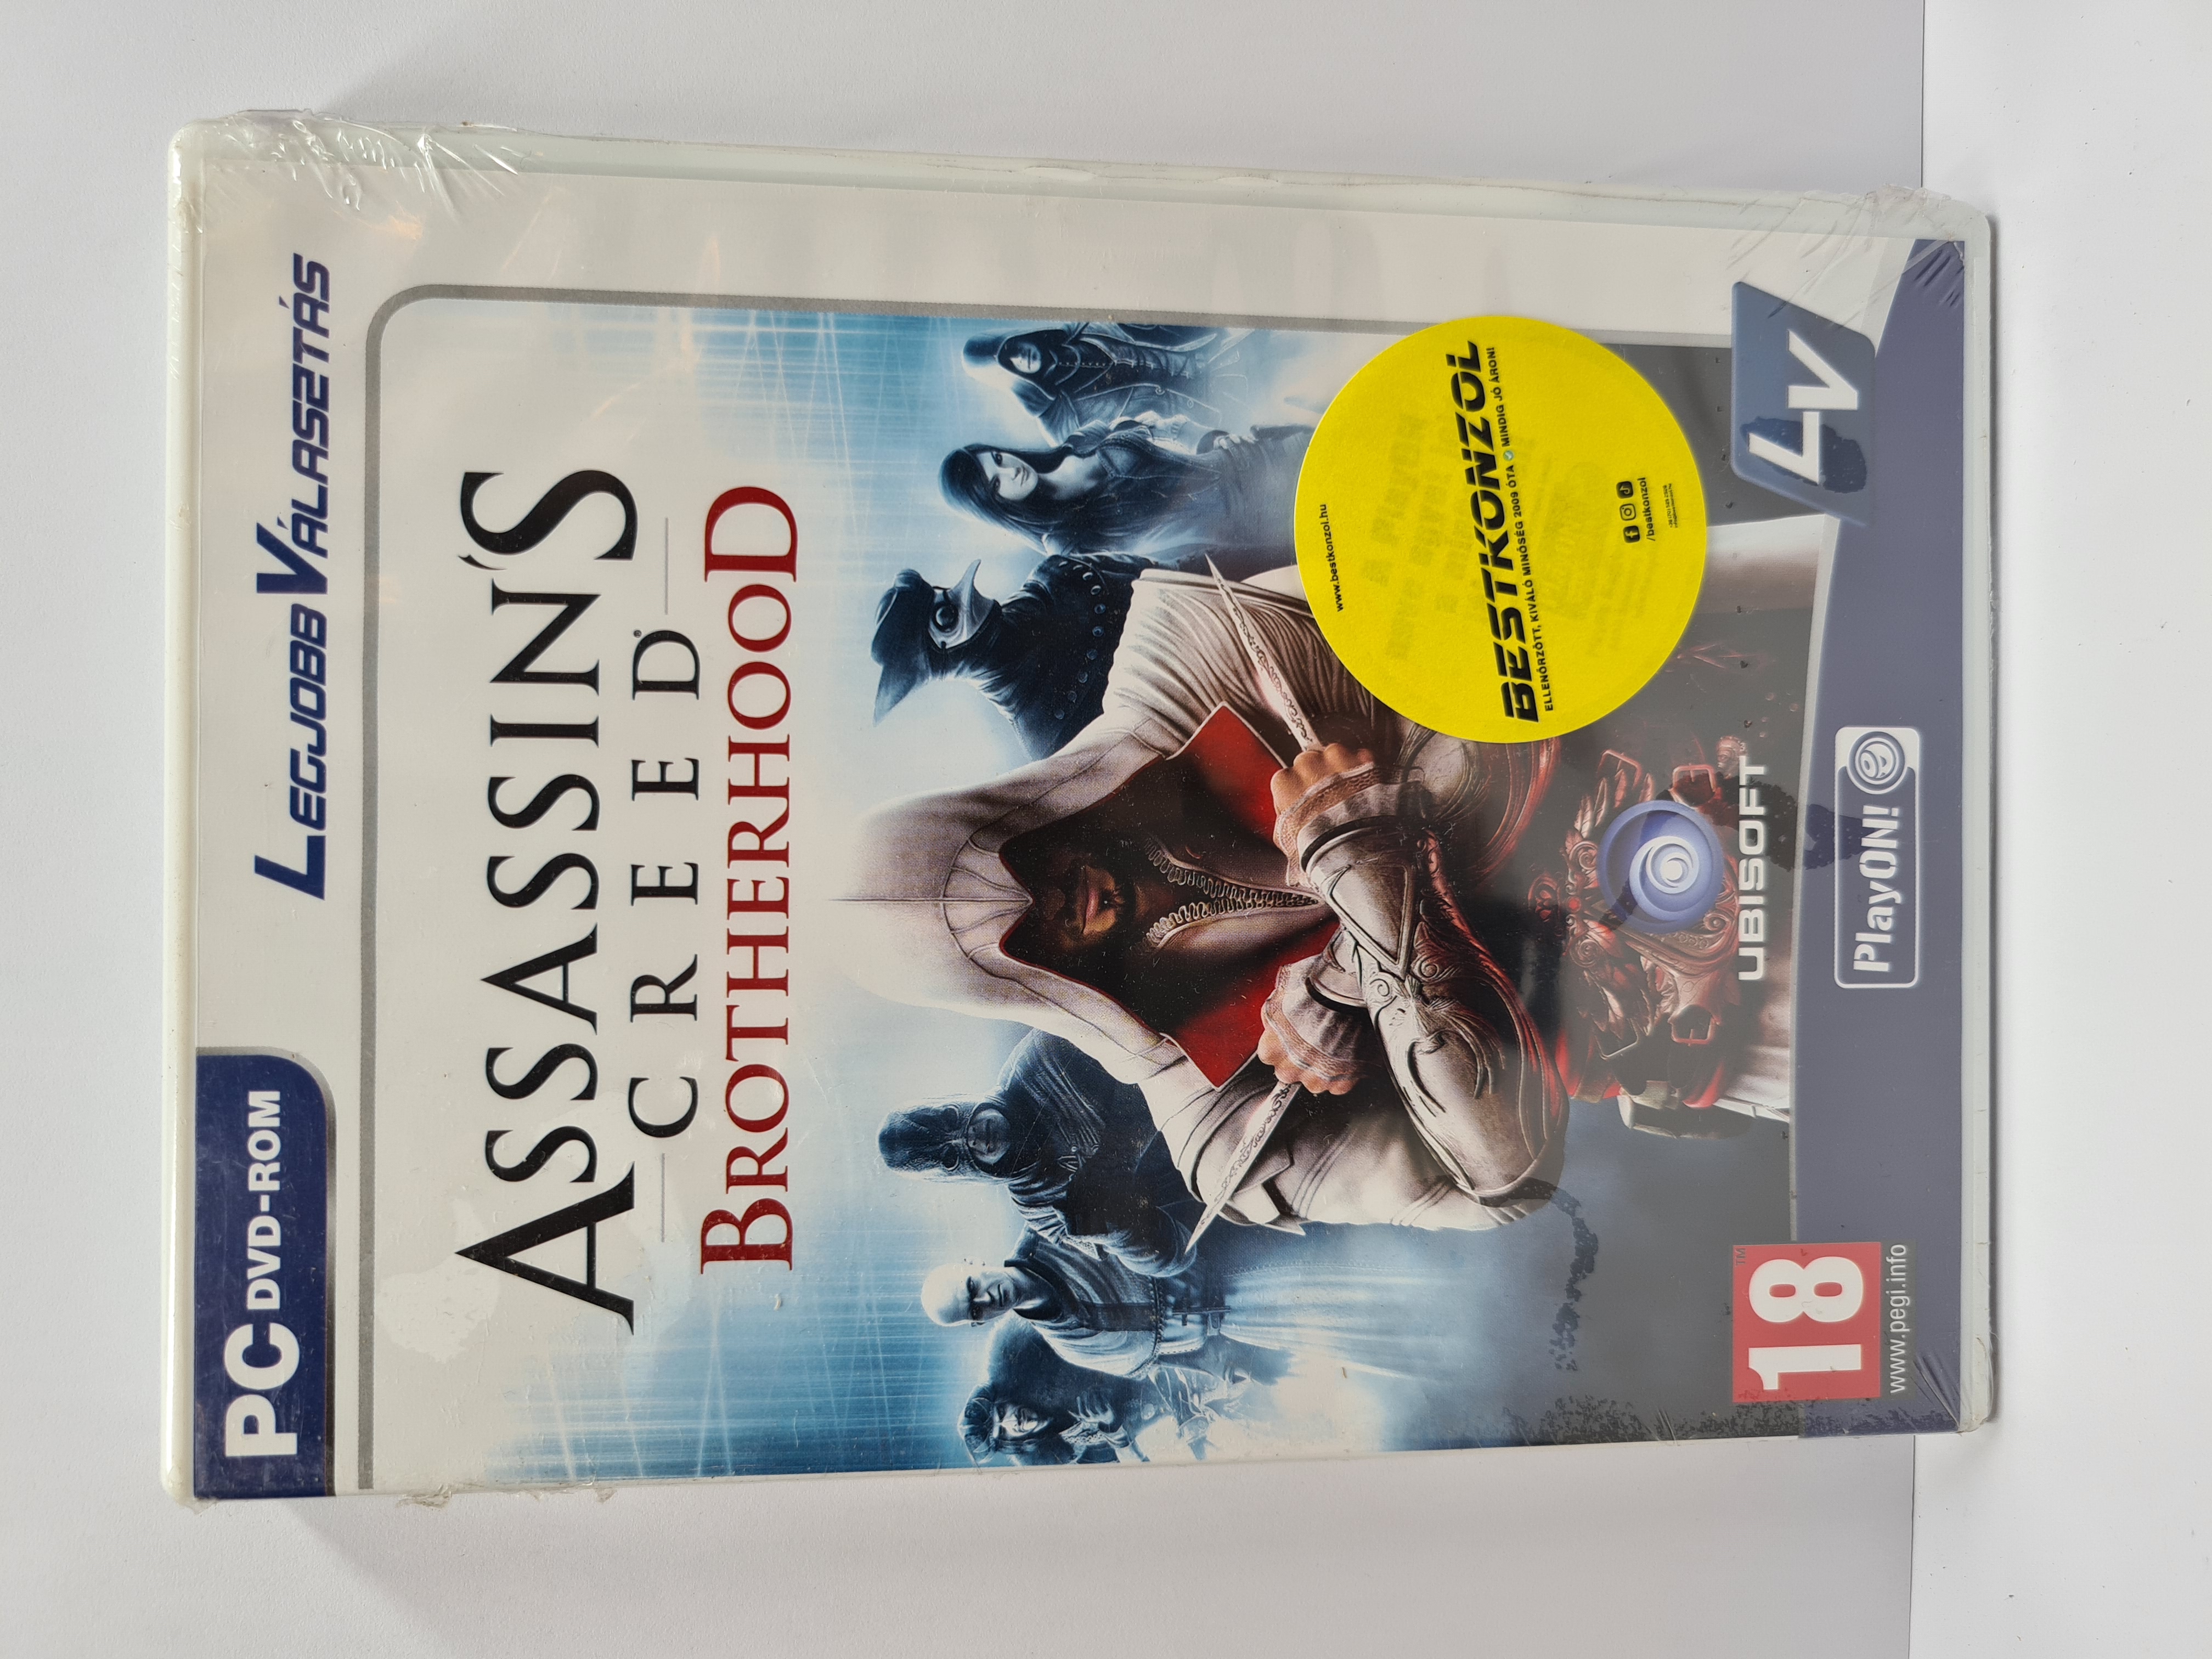 PC DVD-ROM
LEGJOBB VÁLASZTÁS
ASSASSIN'S
CREED
BROTHERHOOD
www.bestkonzol.hu
BESTKONZOL
ELLENŐRZÖTT, KIVÁLÓ MINŐSÉG 2009 ÓTA MINDIG JÓ ÁRON!
/bestkonzol
UBISOFT™
18
www.pegi.info
PlayON!
LV